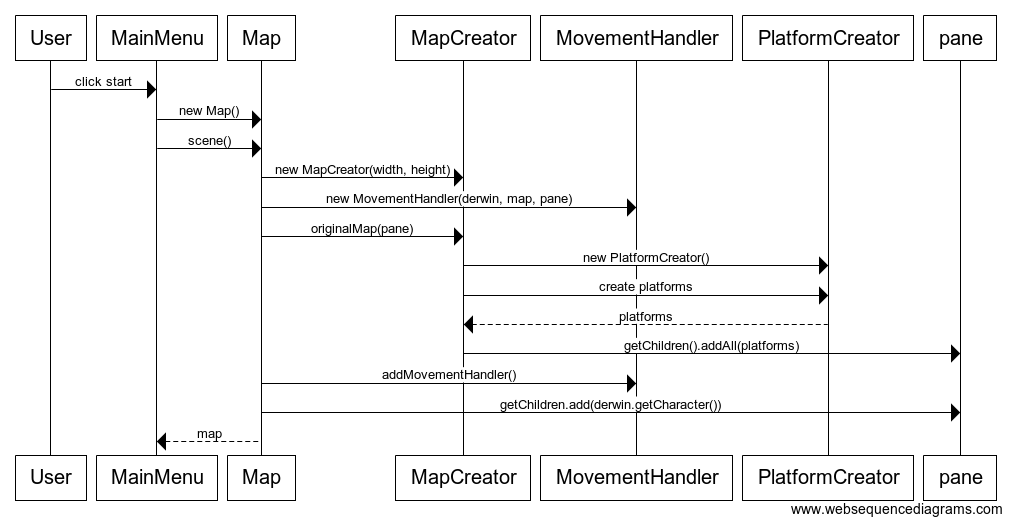 User MainMenu Map MapCreator MovementHandler PlatformCreator pane
click start
new Map()
scene()
new MapCreator(width, height)
new MovementHandler(derwin, map, pane)
originalMap(pane)
new PlatformCreator()
create platforms
platforms
getChildren().addAll(platforms)
addMovementHandler()
getChildren.add(derwin.getCharacter())
map
User MainMenu Map MapCreator MovementHandler PlatformCreator pane
www.websequencediagrams.com